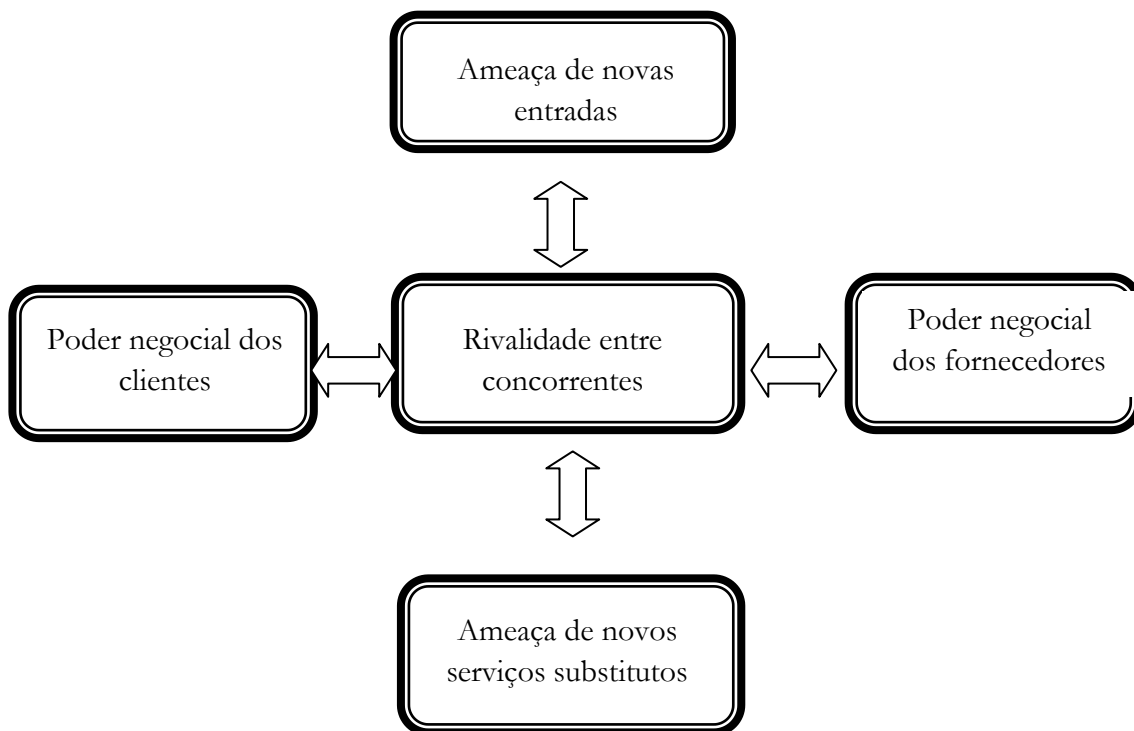 Ameaça de novas
entradas
Poder negocial dos
clientes
Rivalidade entre
concorrentes
Poder negocial
dos fornecedores
Ameaça de novos
serviços substitutos